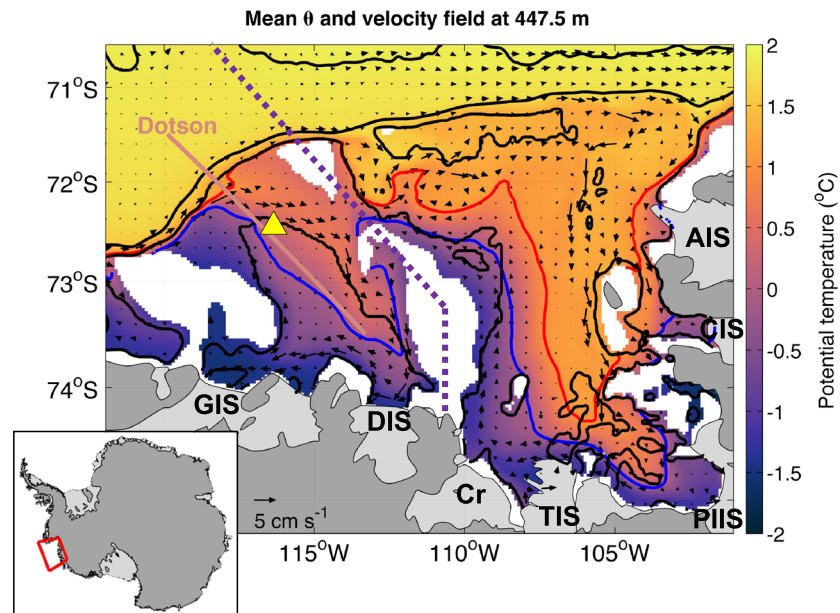 Mean θ and velocity field at 447.5 m
71°S
72°S
73°S
74°S
Dotson
AIS
CIS
GIS
DIS
Cr
TIS
PIIS
5 cm s⁻¹
115°W
110°W
105°W
2
1.5
1
0.5
0
-0.5
-1
-1.5
-2
Potential temperature (°C)